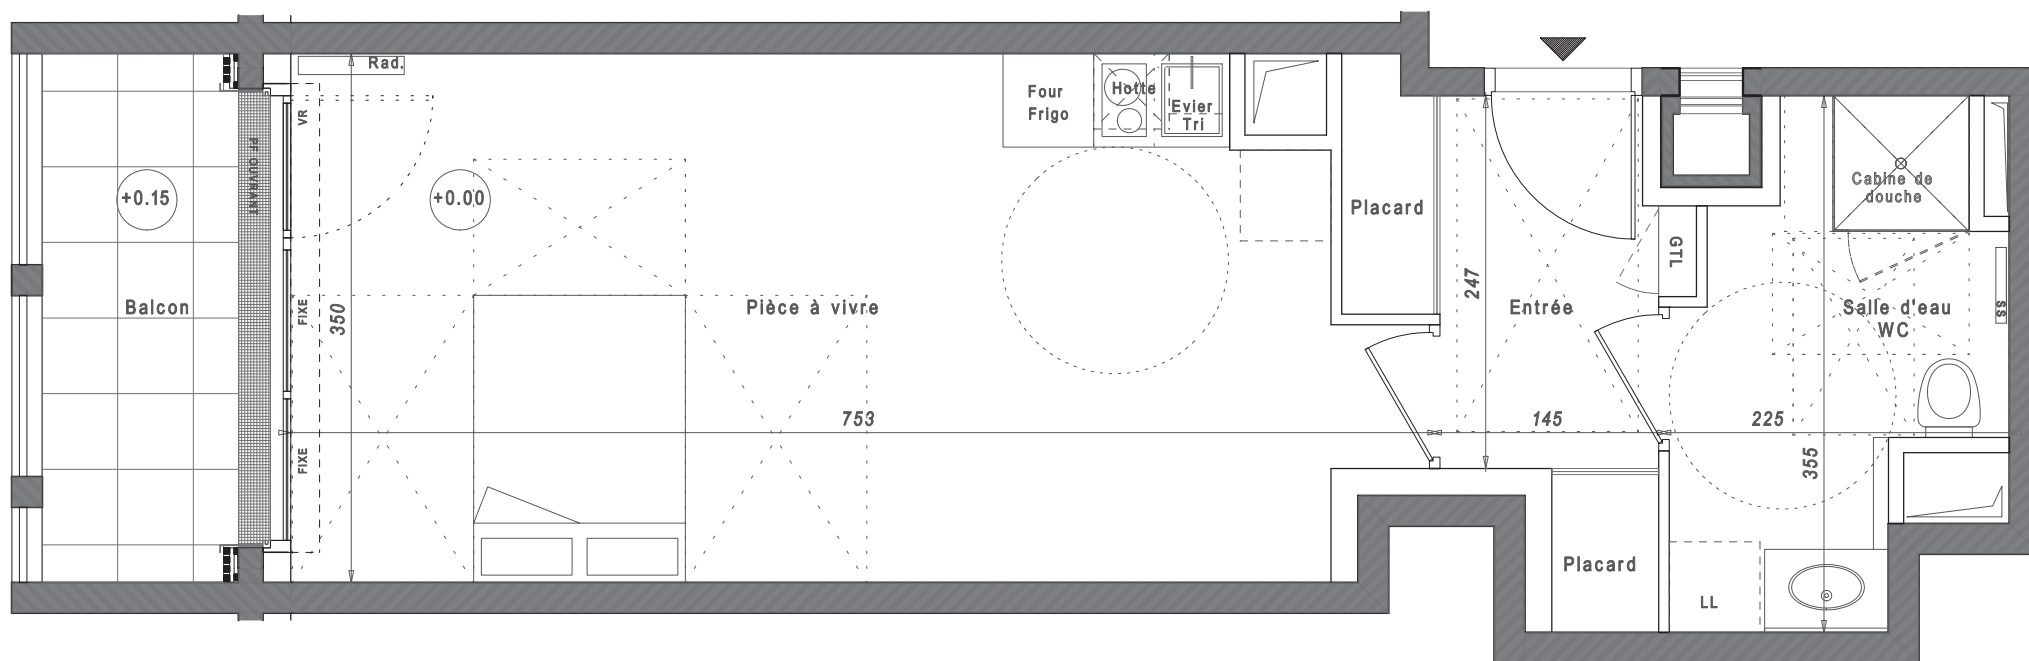 Rad.
VR
PF OUVRANT
+0.15
+0.00
Four
Frigo
Hotte
Evier
Tri
Placard
GTL
Cabine de
douche
Balcon
FIXE
350
Pièce à vivre
247
Entrée
Salle d'eau
WC
SS
753
145
225
FIXE
355
Placard
LL